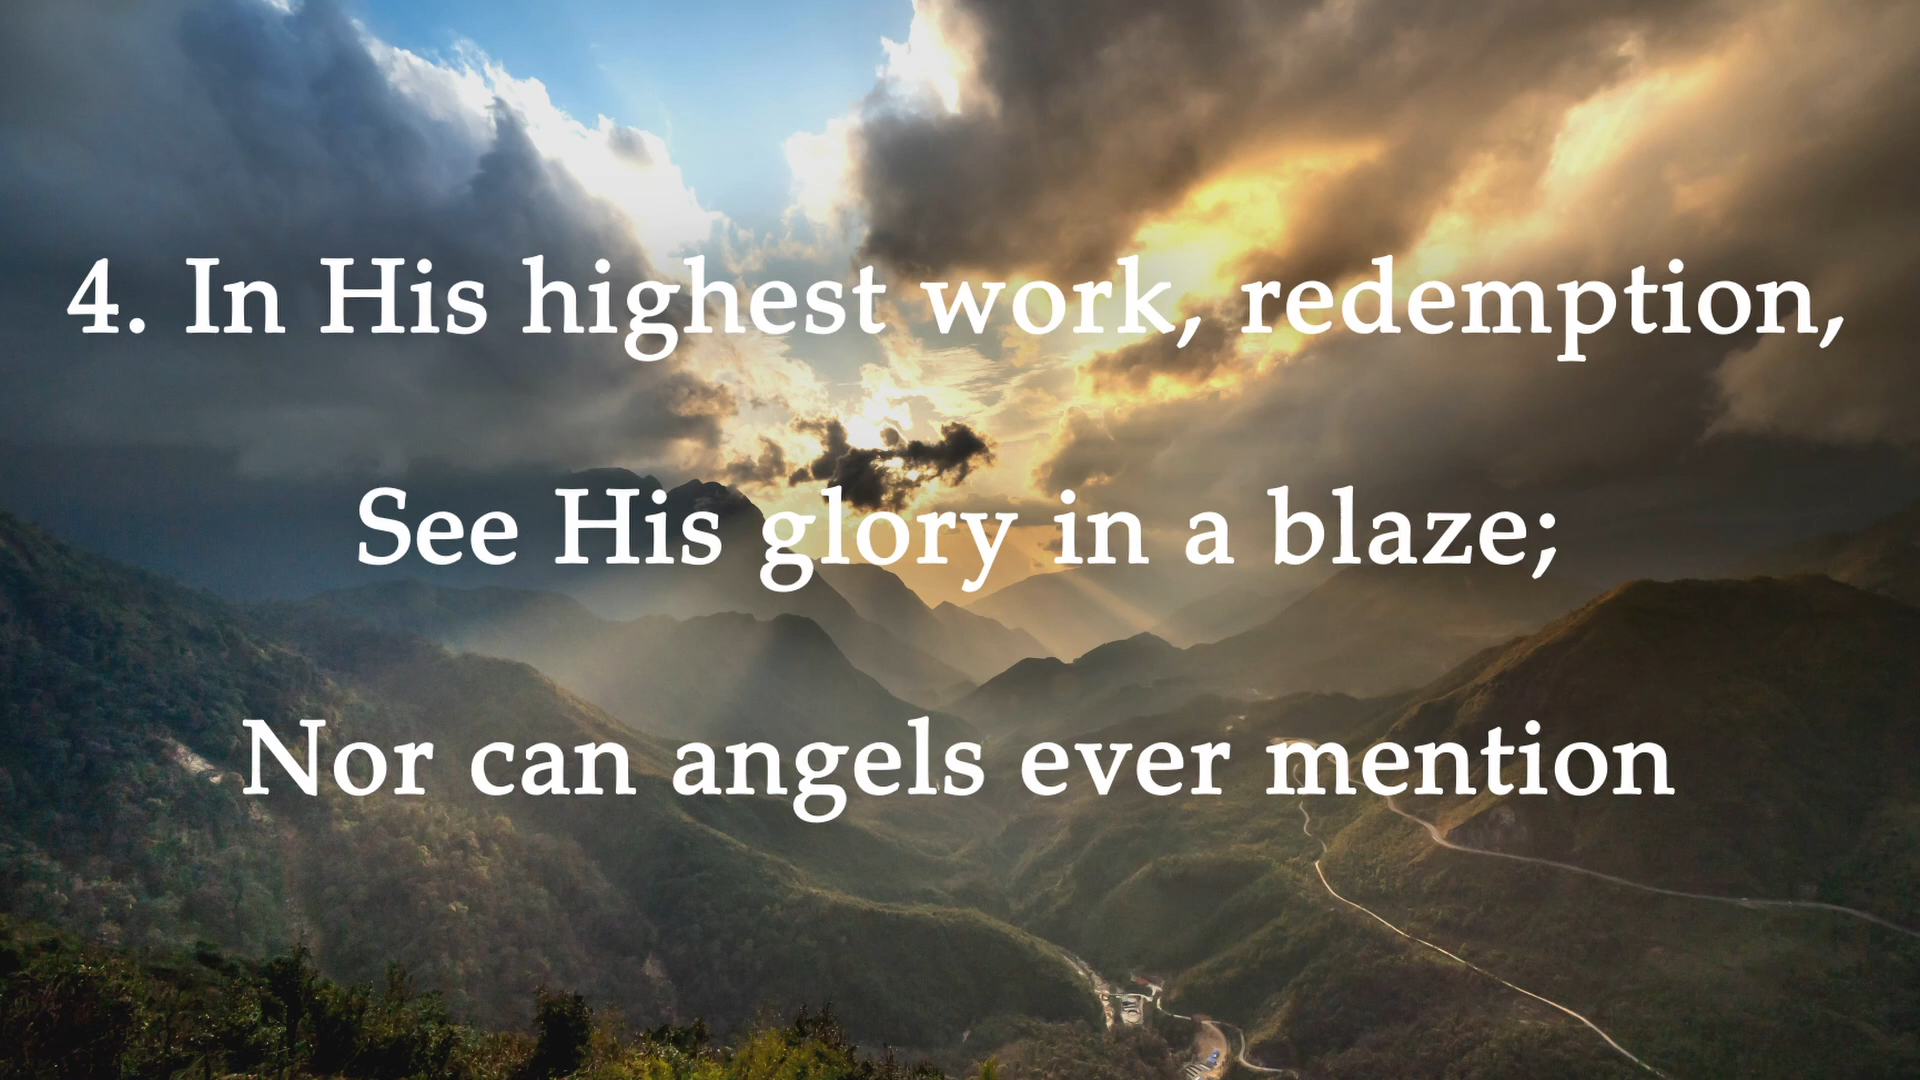 4. In His highest work, redemption,
See His glory in a blaze;
Nor can angels ever mention